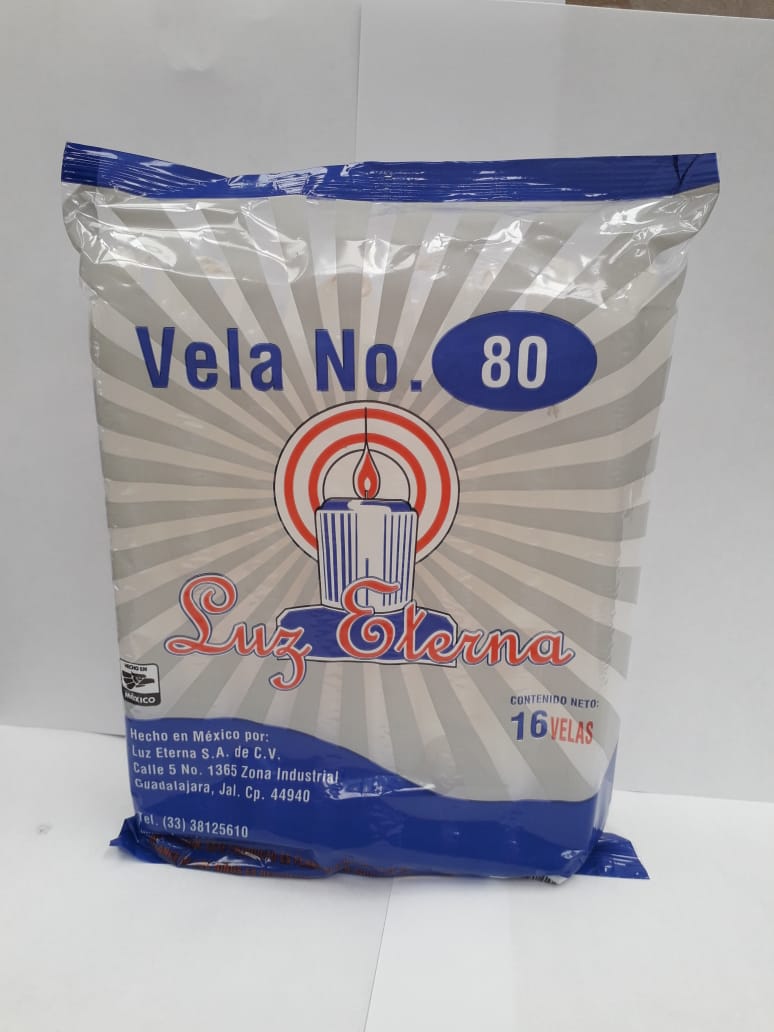 Vela No. 80
Luz Eterna
HECHO EN
MÉXICO
CONTENIDO NETO:
16 VELAS
Hecho en México por:
Luz Eterna S.A. de C.V.
Calle 5 No. 1365 Zona Industrial
Guadalajara, Jal. Cp. 44940
Tel. (33) 38125610